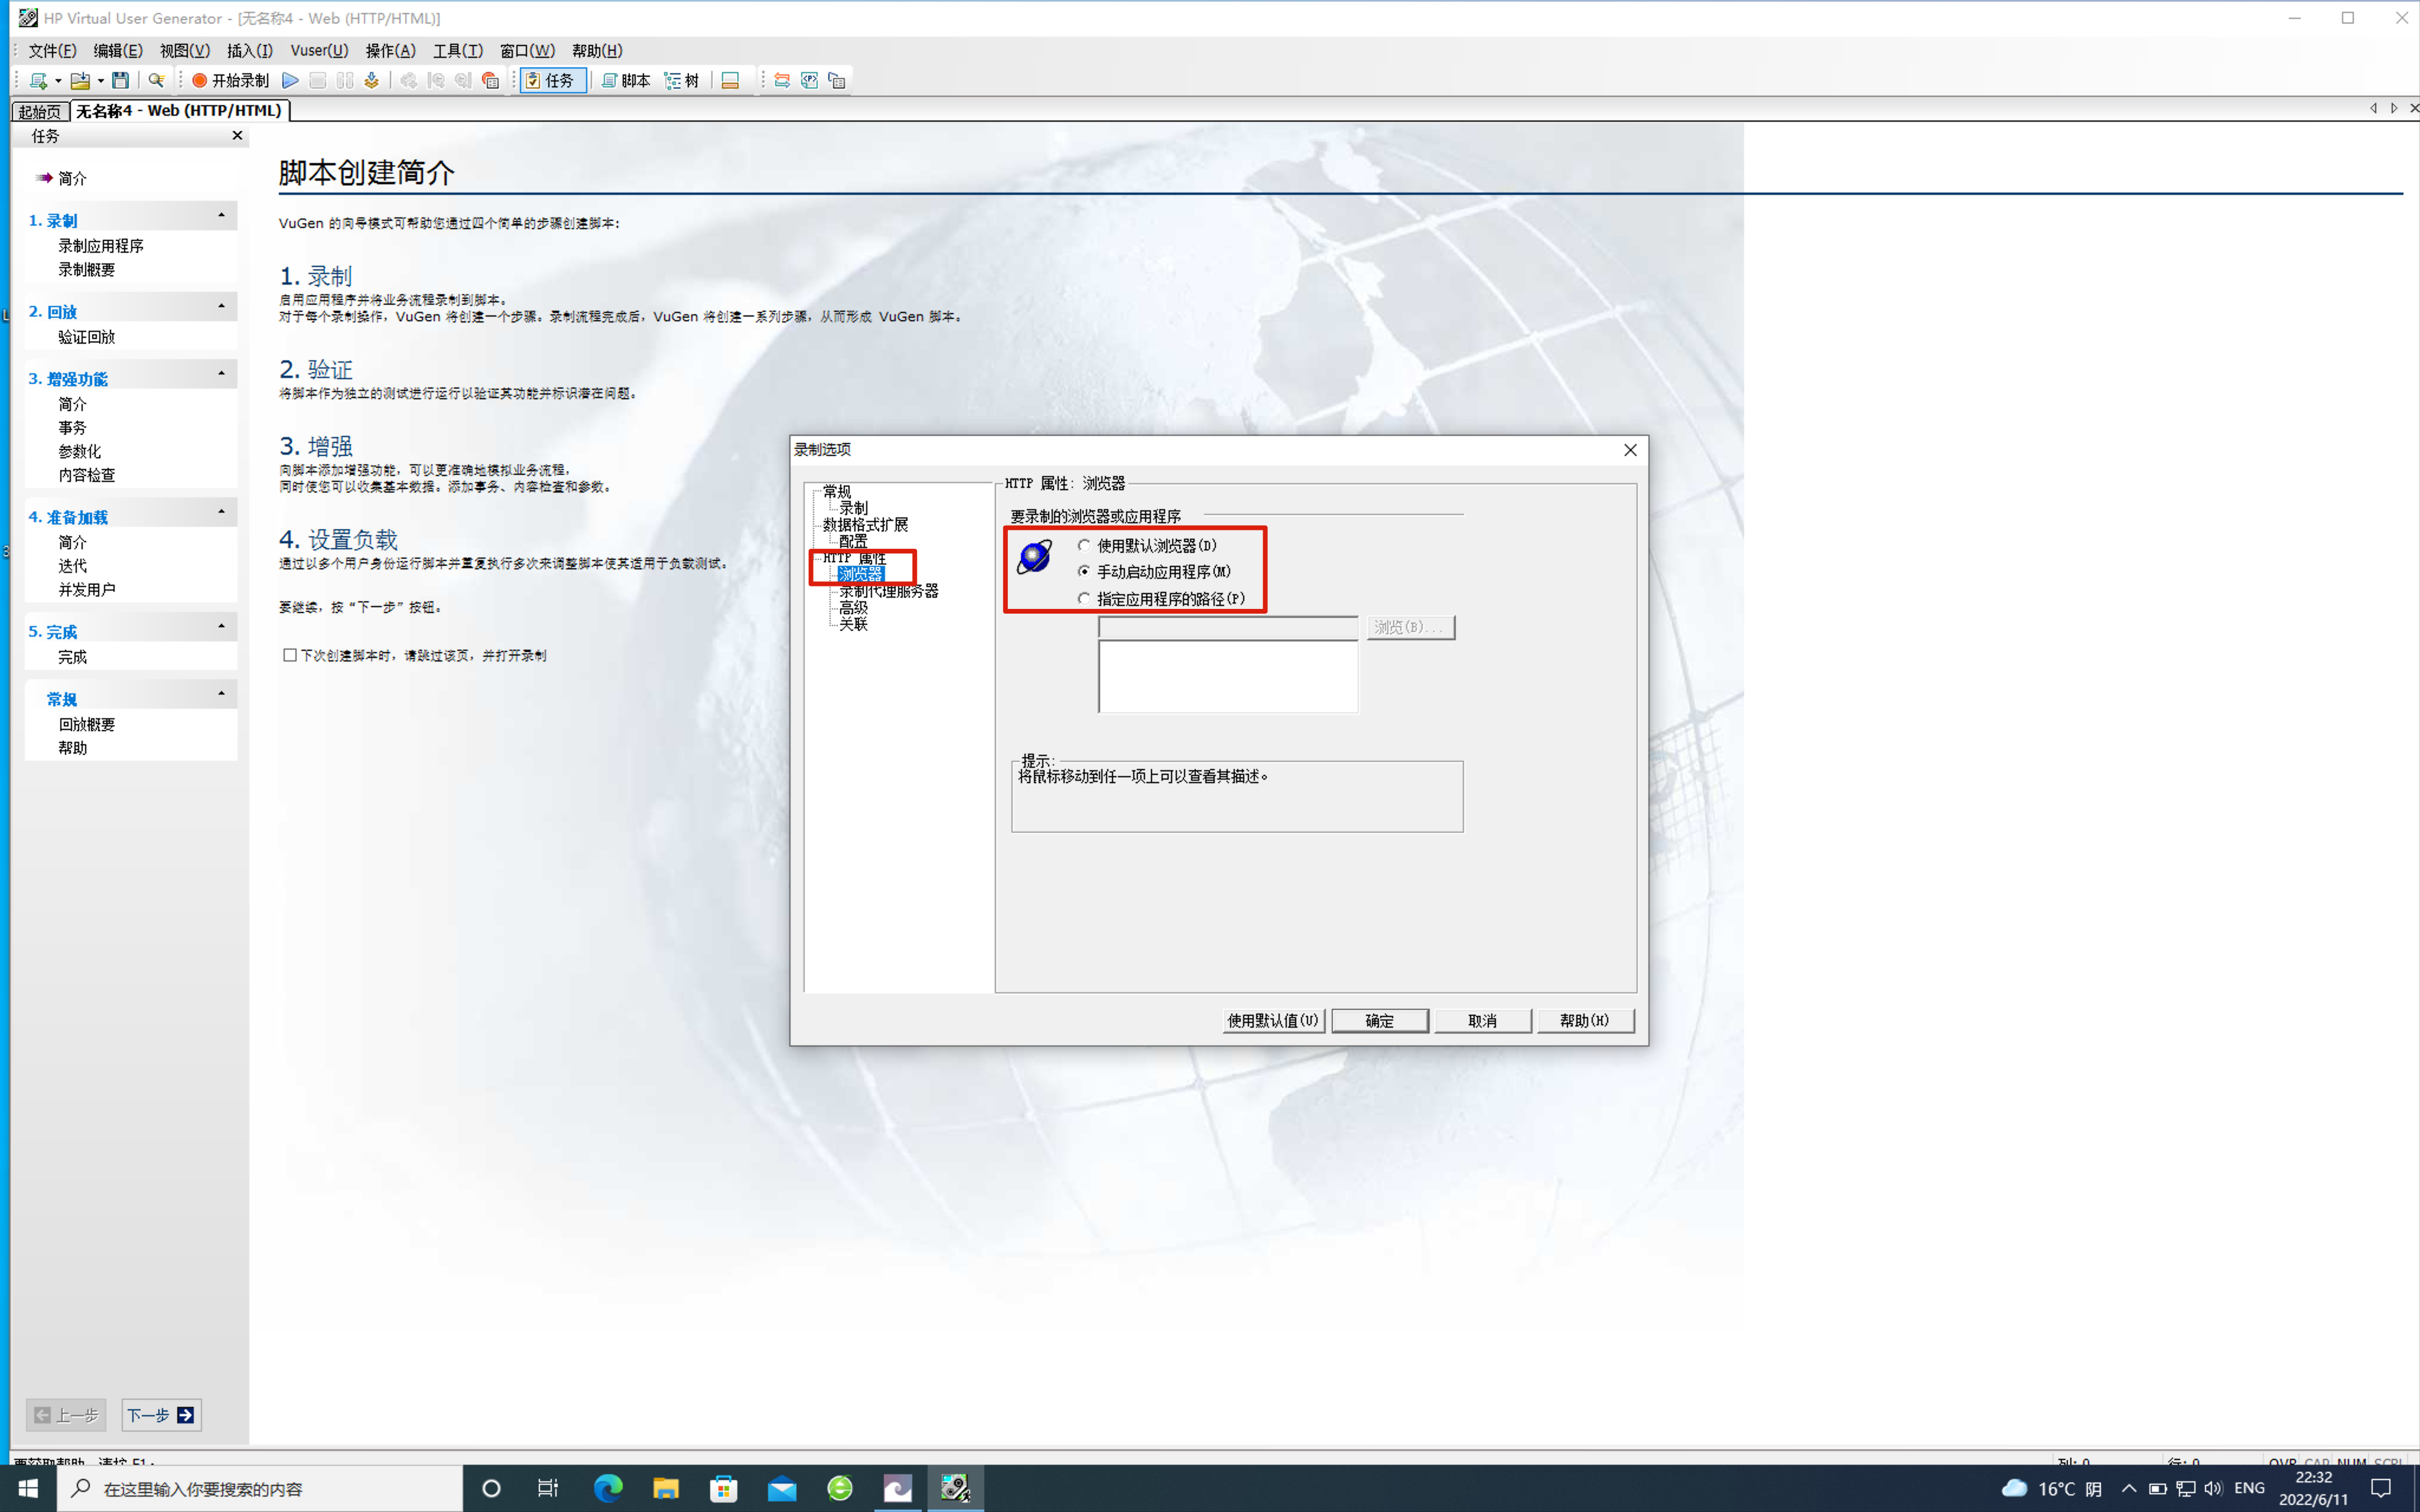 HP Virtual User Generator - [无名称4 - Web (HTTP/HTML)]
文件(F) 编辑(E) 视图(V) 插入(I) Vuser(U) 操作(A) 工具(T) 窗口(W) 帮助(H)
开始录制 任务 脚本 树
起始页 无名称4 - Web (HTTP/HTML)
任务
简介
1. 录制
录制应用程序
录制概要
2. 回放
验证回放
3. 增强功能
简介
事务
参数化
内容检查
4. 准备加载
简介
迭代
并发用户
5. 完成
完成
常规
回放概要
帮助
上一步 下一步
脚本创建简介
VuGen 的向导模式可帮助您通过四个简单的步骤创建脚本:
1. 录制
启用应用程序并将业务流程录制到脚本。
对于每个录制操作，VuGen 将创建一个步骤。录制流程完成后，VuGen 将创建一系列步骤，从而形成 VuGen 脚本。
2. 验证
将脚本作为独立的测试进行运行以验证其功能并标识潜在问题。
3. 增强
向脚本添加增强功能，可以更准确地模拟业务流程，
同时使您可以收集基本数据。添加事务、内容检查和参数。
4. 设置负载
通过以多个用户身份运行脚本并重复执行多次来调整脚本使其适用于负载测试。
要继续，按“下一步”按钮。
下次创建脚本时，请跳过该页，并打开录制
录制选项
常规
录制
数据格式扩展
配置
HTTP 属性
浏览器
录制代理服务器
高级
关联
HTTP 属性: 浏览器
要录制的浏览器或应用程序
使用默认浏览器(D)
手动启动应用程序(M)
指定应用程序的路径(P)
浏览(B)...
提示:
将鼠标移动到任一项上可以查看其描述。
使用默认值(U) 确定 取消 帮助(H)
要获取帮助，请按 F1。
列: 0 行: 0 OVR CAP NUM SCRL
在这里输入你要搜索的内容
16°C 阴 ENG
22:32
2022/6/11